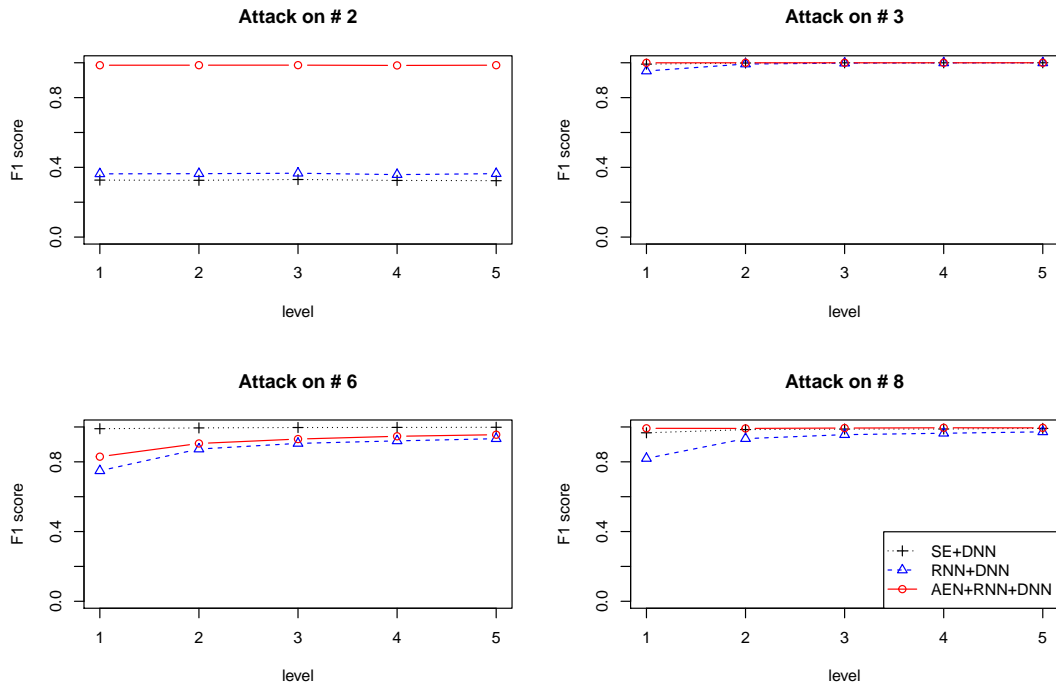 Attack on # 2
F1 score
0.0 0.4 0.8
1 2 3 4 5
level
Attack on # 3
F1 score
0.0 0.4 0.8
1 2 3 4 5
level
Attack on # 6
F1 score
0.0 0.4 0.8
1 2 3 4 5
level
Attack on # 8
F1 score
0.0 0.4 0.8
SE+DNN
RNN+DNN
AEN+RNN+DNN
1 2 3 4 5
level